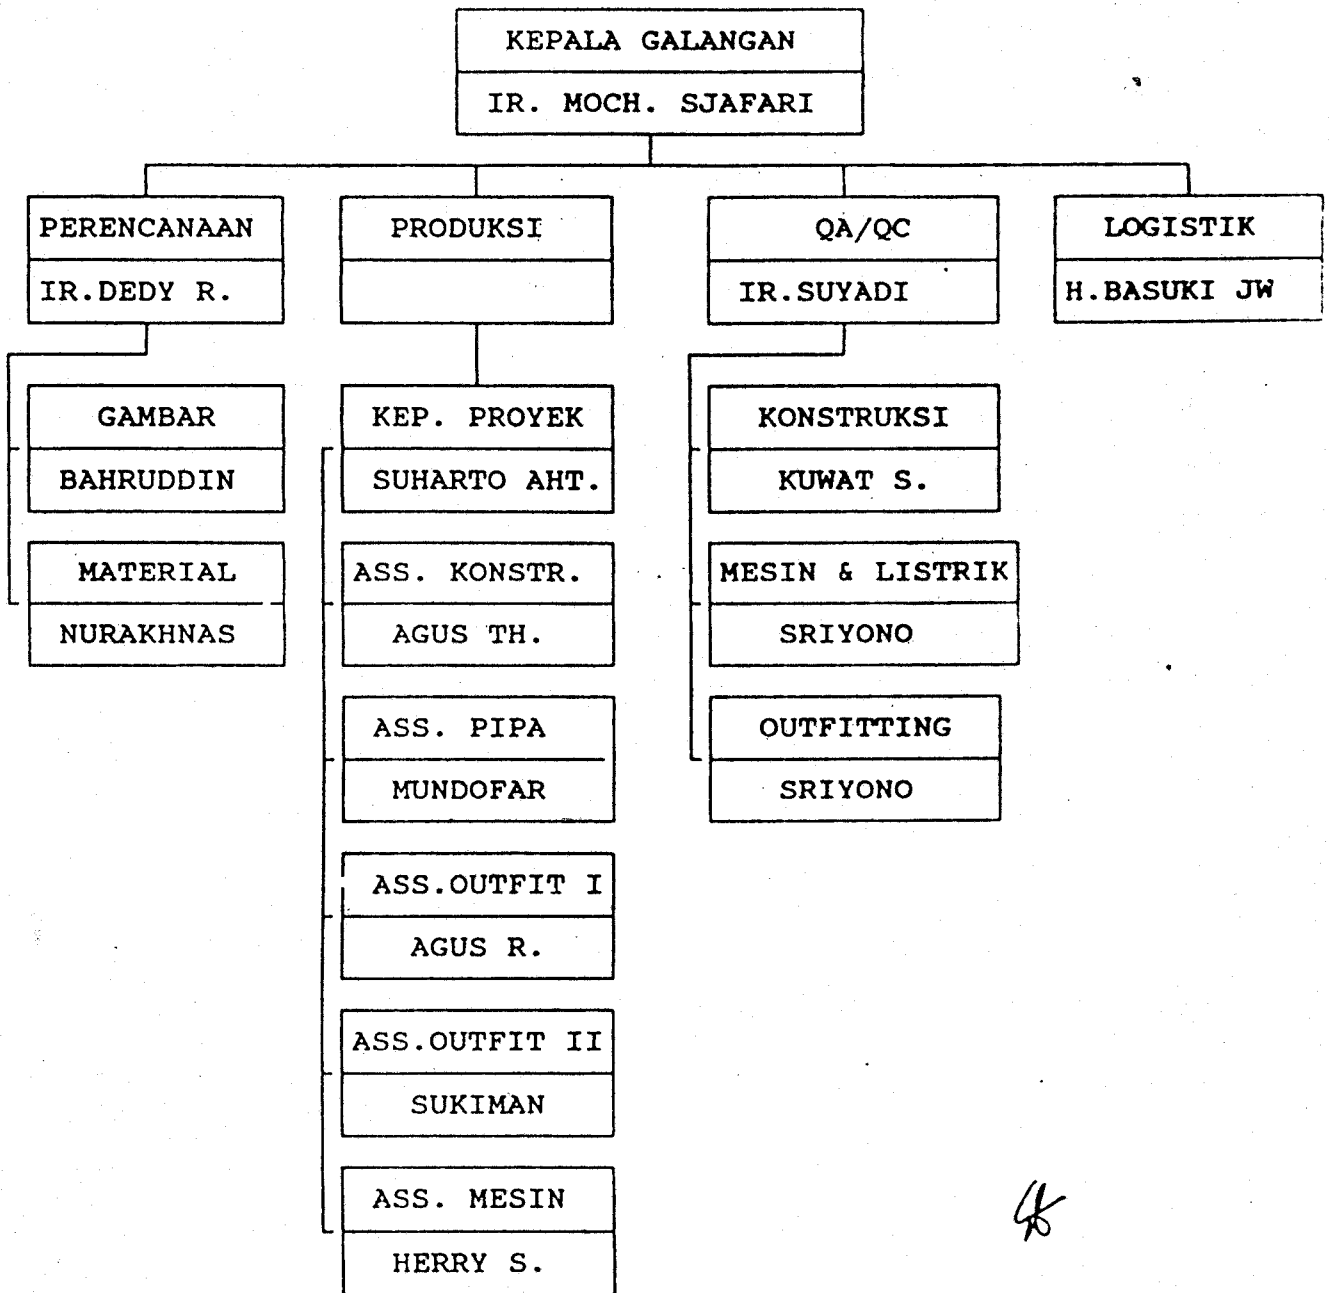 KEPALA GALANGAN
IR. MOCH. SJAFARI
PERENCANAAN
IR.DEDY R.
PRODUKSI
QA/QC
IR.SUYADI
LOGISTIK
H.BASUKI JW
GAMBAR
BAHRUDDIN
MATERIAL
NURAKHNAS
KEP. PROYEK
SUHARTO AHT.
ASS. KONSTR.
AGUS TH.
ASS. PIPA
MUNDOFAR
ASS.OUTFIT I
AGUS R.
ASS.OUTFIT II
SUKIMAN
ASS. MESIN
HERRY S.
KONSTRUKSI
KUWAT S.
MESIN & LISTRIK
SRIYONO
OUTFITTING
SRIYONO